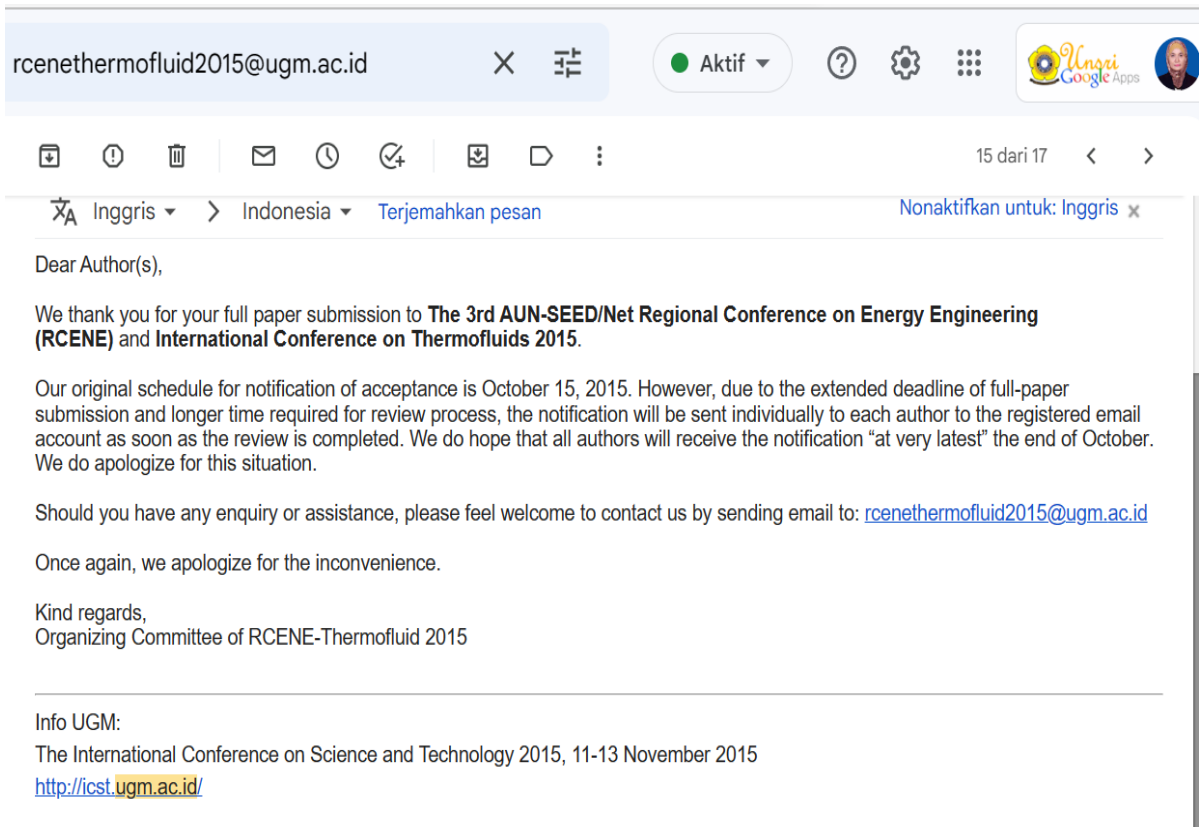 rcenethermofluid2015@ugm.ac.id
Aktif
Unsri
Google Apps
15 dari 17
Inggris
Indonesia
Terjemahkan pesan
Nonaktifkan untuk: Inggris
Dear Author(s),
We thank you for your full paper submission to The 3rd AUN-SEED/Net Regional Conference on Energy Engineering
(RCENE) and International Conference on Thermofluids 2015.
Our original schedule for notification of acceptance is October 15, 2015. However, due to the extended deadline of full-paper
submission and longer time required for review process, the notification will be sent individually to each author to the registered email
account as soon as the review is completed. We do hope that all authors will receive the notification “at very latest” the end of October.
We do apologize for this situation.
Should you have any enquiry or assistance, please feel welcome to contact us by sending email to: rcenethermofluid2015@ugm.ac.id
Once again, we apologize for the inconvenience.
Kind regards,
Organizing Committee of RCENE-Thermofluid 2015
Info UGM:
The International Conference on Science and Technology 2015, 11-13 November 2015
http://icst.ugm.ac.id/